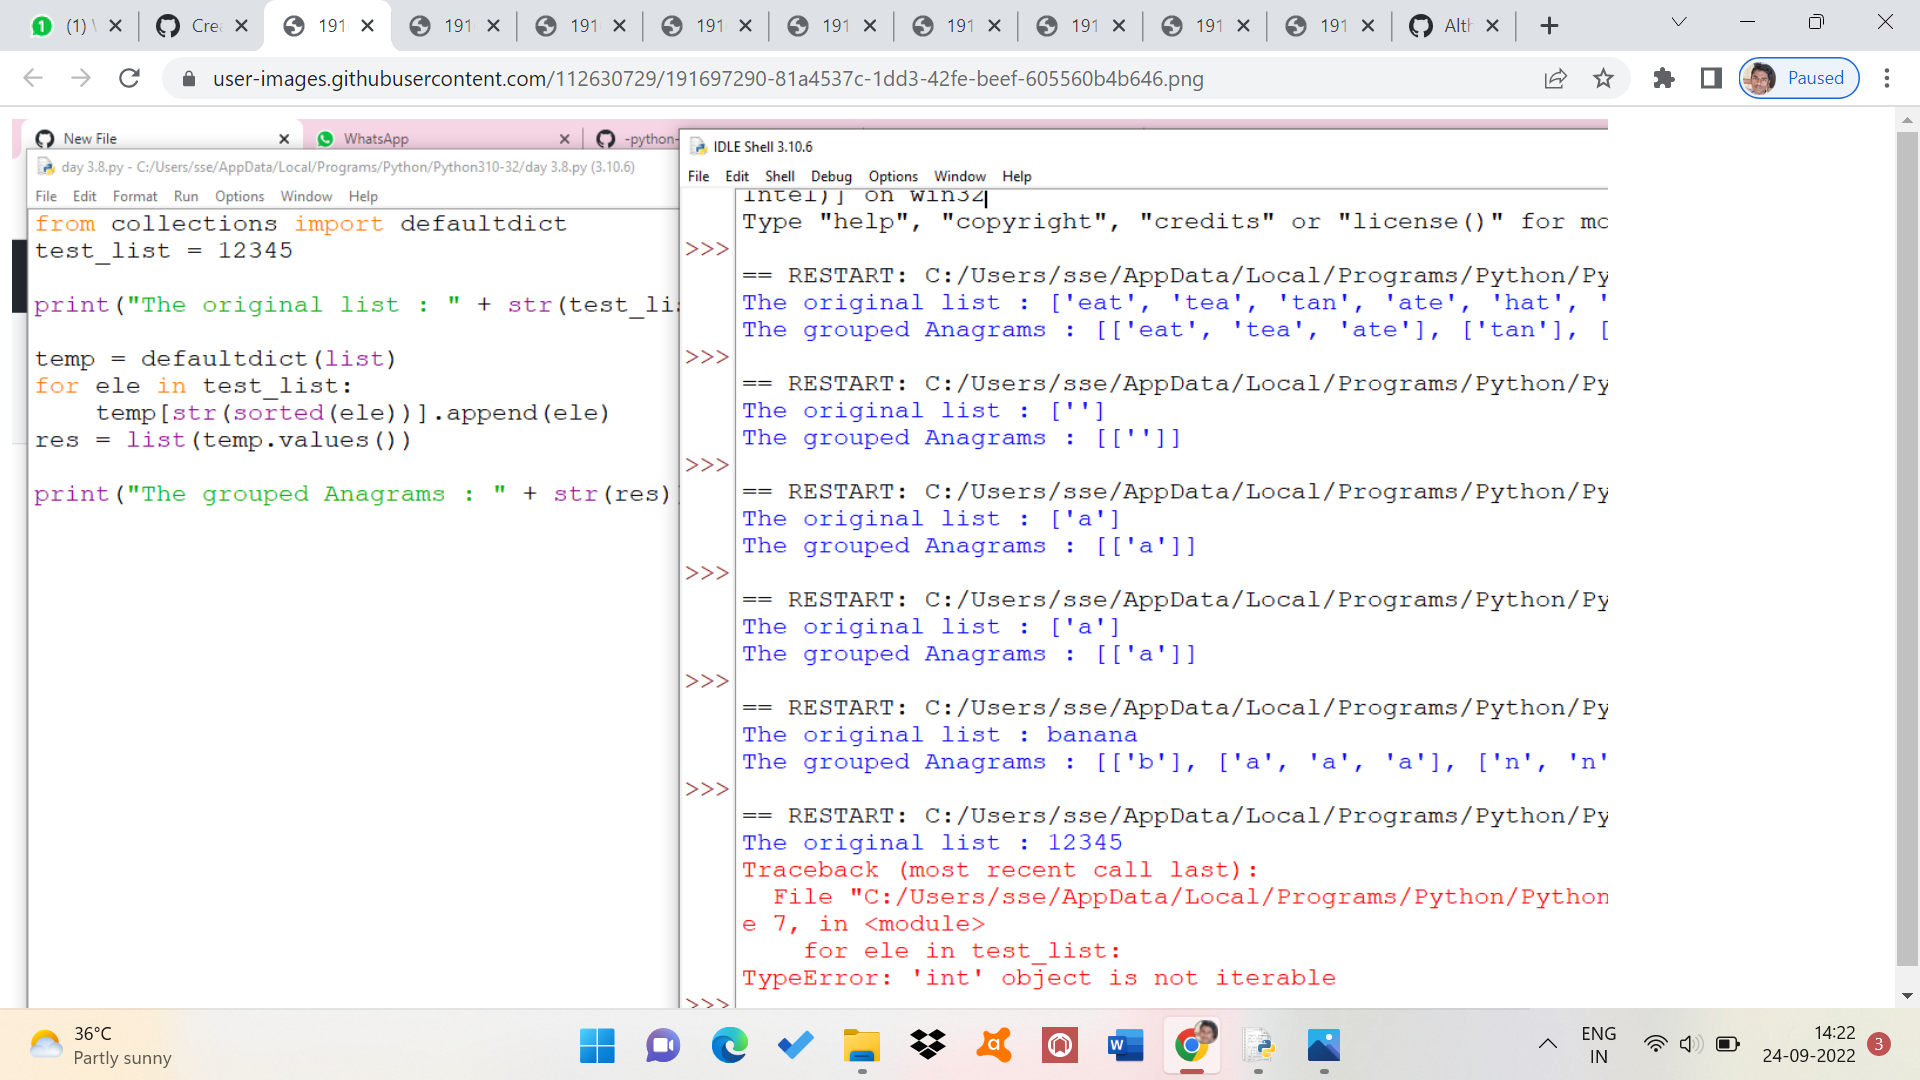 (1)
Crea
191
191
191
191
191
191
191
191
191
Alth
user-images.githubusercontent.com/112630729/191697290-81a4537c-1dd3-42fe-beef-605560b4b646.png
Paused
New File
WhatsApp
-python-
day 3.8.py - C:/Users/sse/AppData/Local/Programs/Python/Python310-32/day 3.8.py (3.10.6)
File Edit Format Run Options Window Help
from collections import defaultdict
test_list = 12345
print("The original list : " + str(test_lis
temp = defaultdict(list)
for ele in test_list:
    temp[str(sorted(ele))].append(ele)
res = list(temp.values())
print("The grouped Anagrams : " + str(res)
IDLE Shell 3.10.6
File Edit Shell Debug Options Window Help
Intel)] on win32
Type "help", "copyright", "credits" or "license()" for mo
>>>
== RESTART: C:/Users/sse/AppData/Local/Programs/Python/Py
The original list : ['eat', 'tea', 'tan', 'ate', 'hat', '
The grouped Anagrams : [['eat', 'tea', 'ate'], ['tan'], [
>>>
== RESTART: C:/Users/sse/AppData/Local/Programs/Python/Py
The original list : ['']
The grouped Anagrams : [['']]
>>>
== RESTART: C:/Users/sse/AppData/Local/Programs/Python/Py
The original list : ['a']
The grouped Anagrams : [['a']]
>>>
== RESTART: C:/Users/sse/AppData/Local/Programs/Python/Py
The original list : ['a']
The grouped Anagrams : [['a']]
>>>
== RESTART: C:/Users/sse/AppData/Local/Programs/Python/Py
The original list : banana
The grouped Anagrams : [['b'], ['a', 'a', 'a'], ['n', 'n'
>>>
== RESTART: C:/Users/sse/AppData/Local/Programs/Python/Py
The original list : 12345
Traceback (most recent call last):
  File "C:/Users/sse/AppData/Local/Programs/Python/Python
e 7, in <module>
    for ele in test_list:
TypeError: 'int' object is not iterable
>>>
36°C
Partly sunny
ENG
IN
14:22
24-09-2022
3